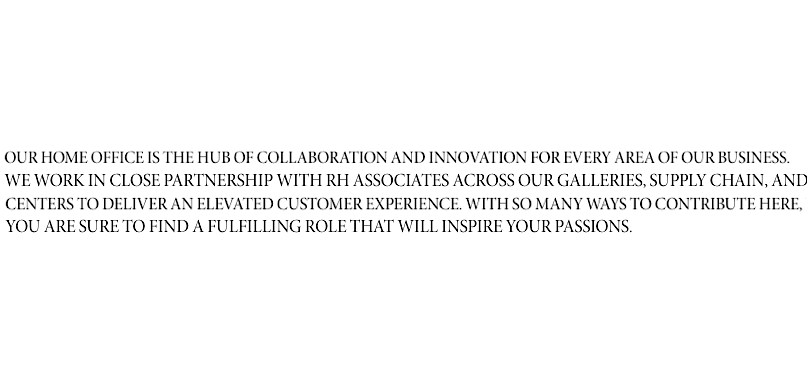 OUR HOME OFFICE IS THE HUB OF COLLABORATION AND INNOVATION FOR EVERY AREA OF OUR BUSINESS.
WE WORK IN CLOSE PARTNERSHIP WITH RH ASSOCIATES ACROSS OUR GALLERIES, SUPPLY CHAIN, AND
CENTERS TO DELIVER AN ELEVATED CUSTOMER EXPERIENCE. WITH SO MANY WAYS TO CONTRIBUTE HERE,
YOU ARE SURE TO FIND A FULFILLING ROLE THAT WILL INSPIRE YOUR PASSIONS.